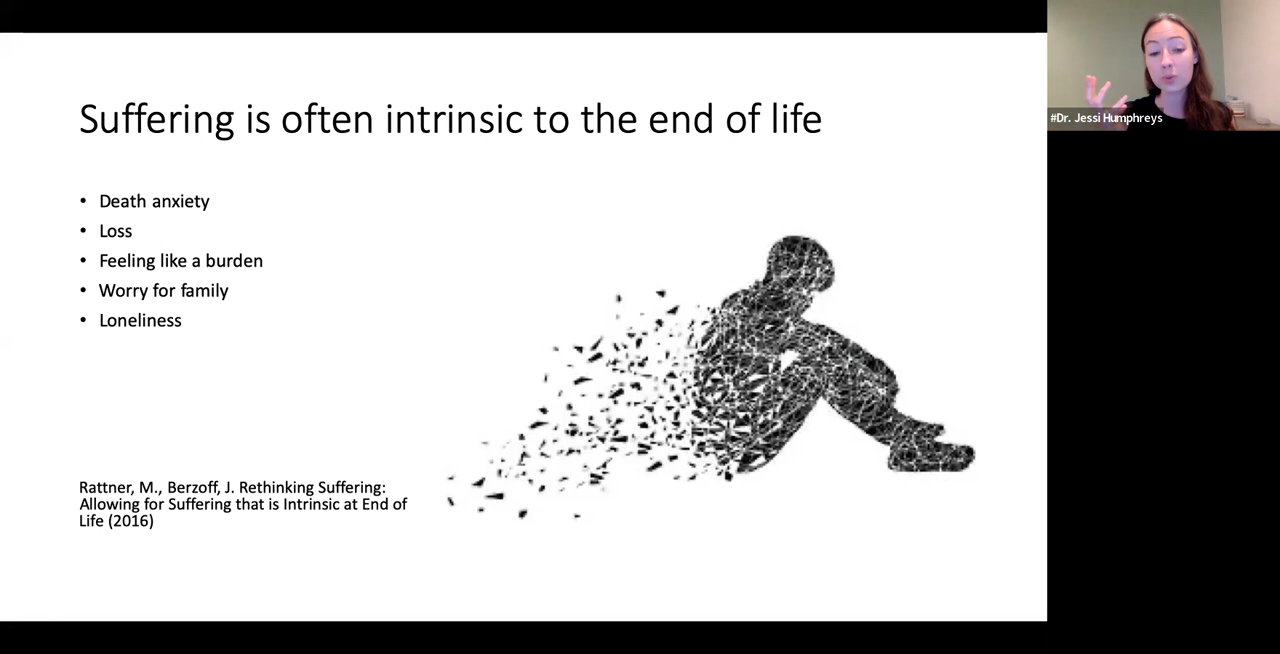 Suffering is often intrinsic to the end of life
• Death anxiety
• Loss
• Feeling like a burden
• Worry for family
• Loneliness
Rattner, M., Berzoff, J. Rethinking Suffering:
Allowing for Suffering that is Intrinsic at End of
Life (2016)
#Dr. Jessi Humphreys